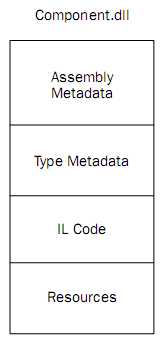 Component.dll
Assembly
Metadata
Type Metadata
IL Code
Resources